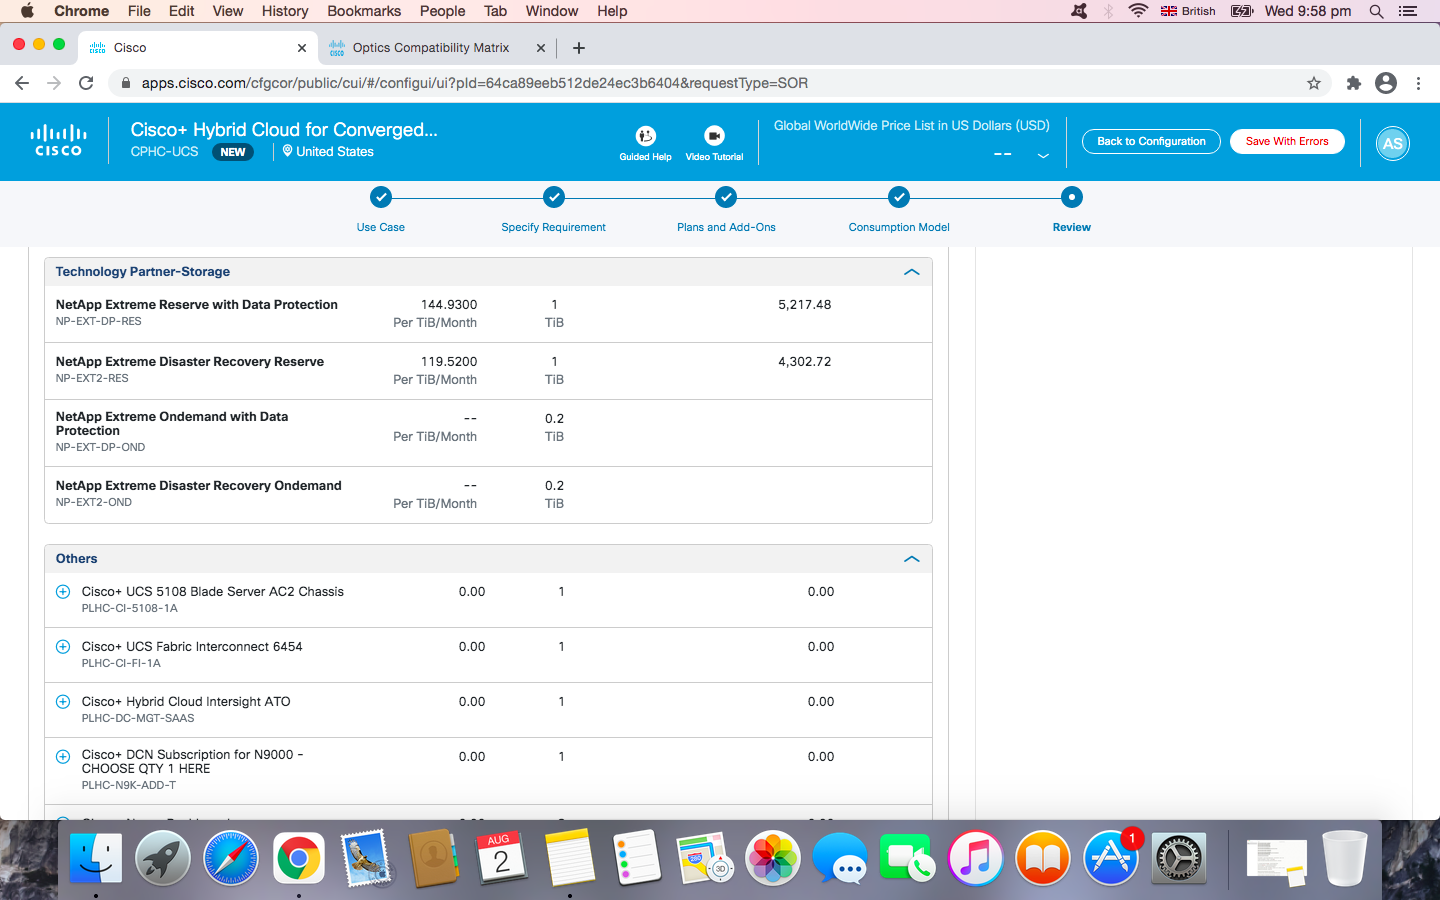 Chrome File Edit View History Bookmarks People Tab Window Help British Wed 9:58 pm
Cisco Optics Compatibility Matrix
apps.cisco.com/cfgcor/public/cui/#/configui/ui?pId=64ca89eeb512de24ec3b6404&requestType=SOR
CISCO
Cisco+ Hybrid Cloud for Converged...
CPHC-UCS NEW United States
Guided Help Video Tutorial
Global WorldWide Price List in US Dollars (USD)
--
Back to Configuration Save With Errors AS
Use Case Specify Requirement Plans and Add-Ons Consumption Model Review
Technology Partner-Storage
NetApp Extreme Reserve with Data Protection 144.9300 1 5,217.48
NP-EXT-DP-RES Per TiB/Month TiB
NetApp Extreme Disaster Recovery Reserve 119.5200 1 4,302.72
NP-EXT2-RES Per TiB/Month TiB
NetApp Extreme Ondemand with Data -- 0.2
Protection Per TiB/Month TiB
NP-EXT-DP-OND
NetApp Extreme Disaster Recovery Ondemand -- 0.2
NP-EXT2-OND Per TiB/Month TiB
Others
Cisco+ UCS 5108 Blade Server AC2 Chassis 0.00 1 0.00
PLHC-CI-5108-1A
Cisco+ UCS Fabric Interconnect 6454 0.00 1 0.00
PLHC-CI-FI-1A
Cisco+ Hybrid Cloud Intersight ATO 0.00 1 0.00
PLHC-DC-MGT-SAAS
Cisco+ DCN Subscription for N9000 - 0.00 1 0.00
CHOOSE QTY 1 HERE
PLHC-N9K-ADD-T
AUG
2
280
3D
1